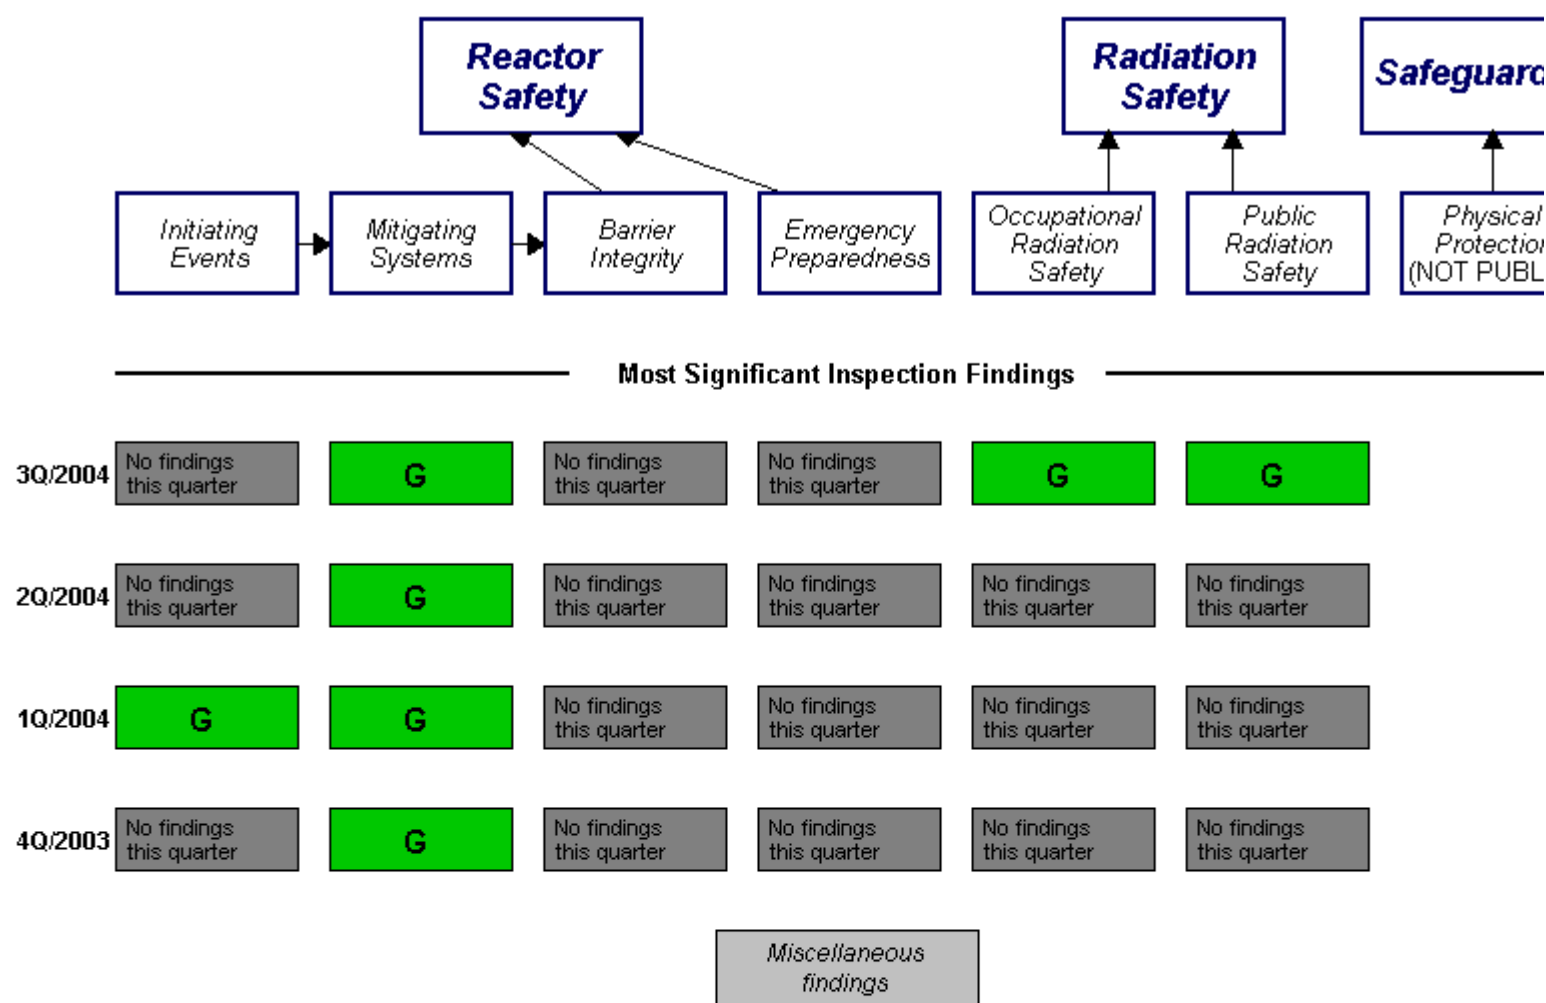 Reactor
Safety
Radiation
Safety
Safeguard
Initiating
Events
Mitigating
Systems
Barrier
Integrity
Emergency
Preparedness
Occupational
Radiation
Safety
Public
Radiation
Safety
Physical
Protection
(NOT PUBL
Most Significant Inspection Findings
3Q/2004
No findings
this quarter
G
No findings
this quarter
No findings
this quarter
G
G
2Q/2004
No findings
this quarter
G
No findings
this quarter
No findings
this quarter
No findings
this quarter
No findings
this quarter
1Q/2004
G
G
No findings
this quarter
No findings
this quarter
No findings
this quarter
No findings
this quarter
4Q/2003
No findings
this quarter
G
No findings
this quarter
No findings
this quarter
No findings
this quarter
No findings
this quarter
Miscellaneous
findings